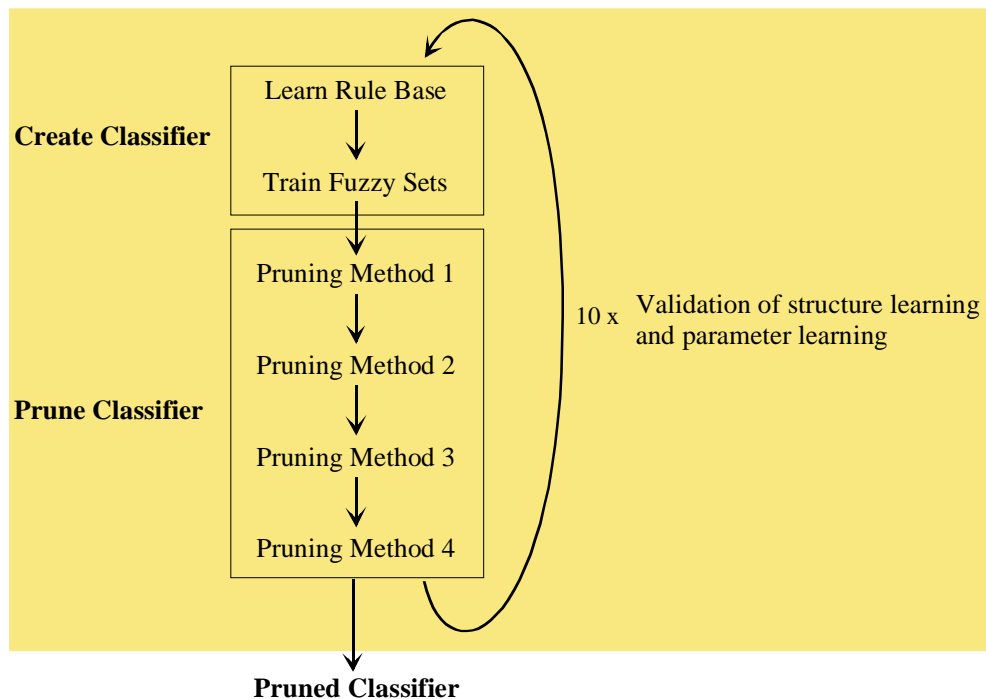 Learn Rule Base
Create Classifier
Train Fuzzy Sets
Pruning Method 1
10 x
Validation of structure learning
and parameter learning
Pruning Method 2
Prune Classifier
Pruning Method 3
Pruning Method 4
Pruned Classifier